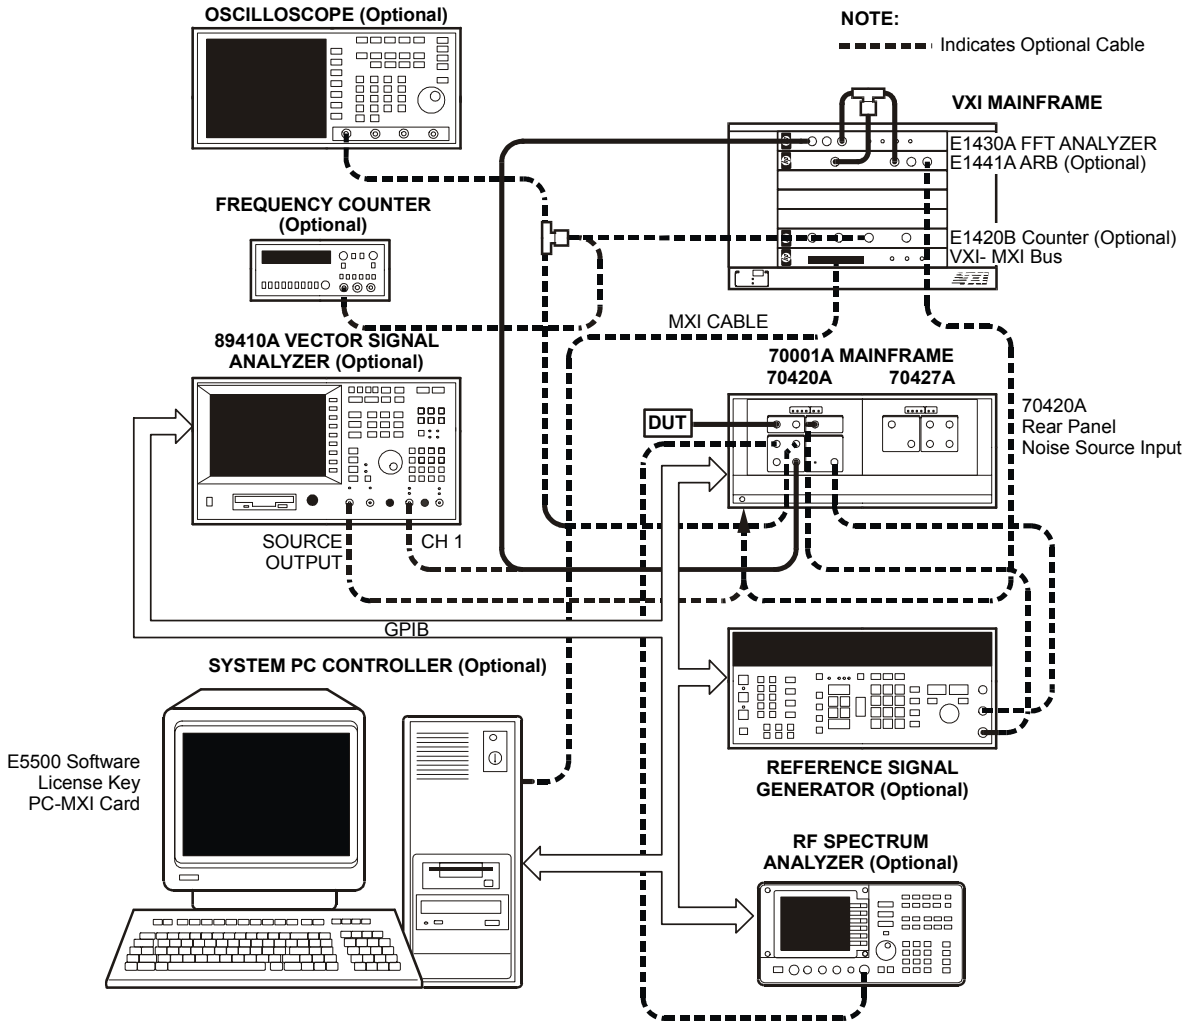 OSCILLOSCOPE (Optional)
NOTE:
Indicates Optional Cable
VXI MAINFRAME
E1430A FFT ANALYZER
E1441A ARB (Optional)
FREQUENCY COUNTER
(Optional)
E1420B Counter (Optional)
VXI- MXI Bus
MXI CABLE
89410A VECTOR SIGNAL
ANALYZER (Optional)
70001A MAINFRAME
70420A
70427A
DUT
70420A
Rear Panel
Noise Source Input
SOURCE
OUTPUT
CH 1
GPIB
SYSTEM PC CONTROLLER (Optional)
E5500 Software
License Key
PC-MXI Card
REFERENCE SIGNAL
GENERATOR (Optional)
RF SPECTRUM
ANALYZER (Optional)